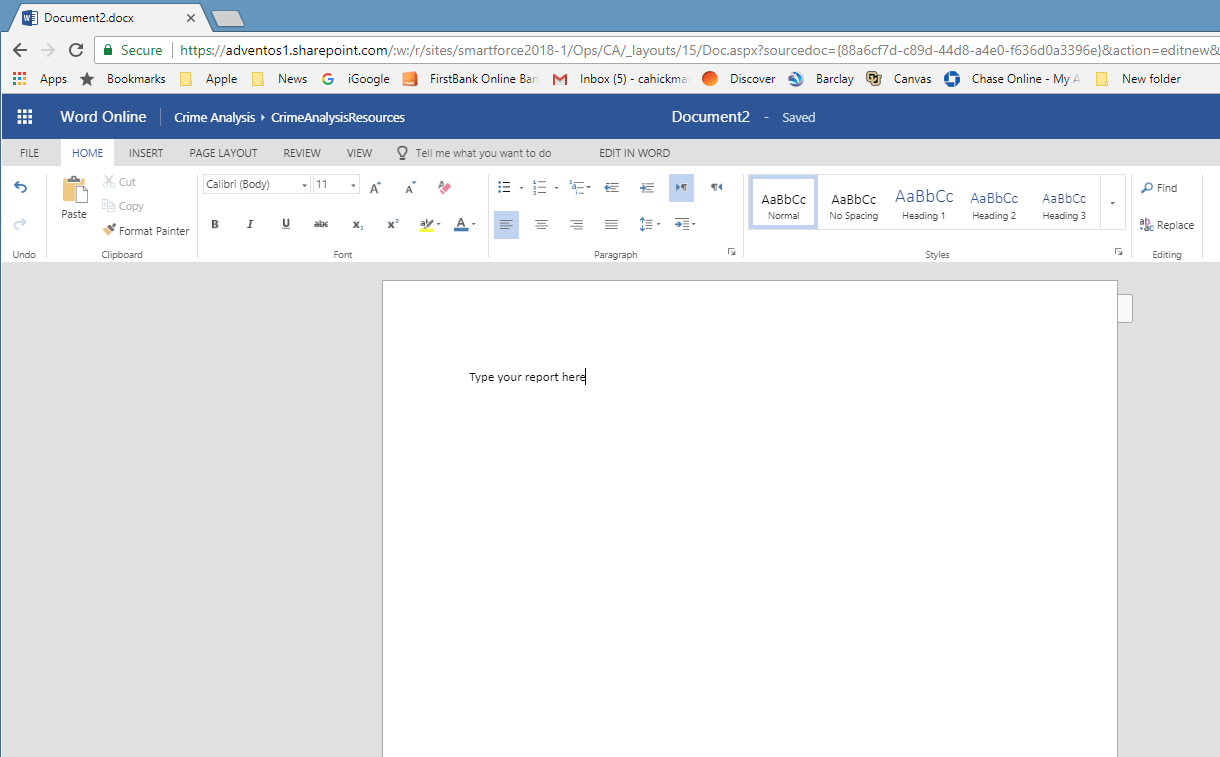 Document2.docx
Secure https://adventos1.sharepoint.com/:w:/r/sites/smartforce2018-1/Ops/CA/_layouts/15/Doc.aspx?sourcedoc={88a6cf7d-c89d-44d8-a4e0-f636d0a3396e}&action=editnew&
Apps Bookmarks Apple News iGoogle FirstBank Online Ban Inbox (5) - cahickma Discover Barclay Canvas Chase Online - My A New folder
Word Online Crime Analysis CrimeAnalysisResources Document2 - Saved
FILE HOME INSERT PAGE LAYOUT REVIEW VIEW Tell me what you want to do EDIT IN WORD
Paste
Cut
Copy
Format Painter
Calibri (Body) 11
B I U abc x₂ x²
AaBbCc AaBbCc AaBbCc AaBbCc AaBbCc
Normal No Spacing Heading 1 Heading 2 Heading 3
Find
Replace
Undo Clipboard Font Paragraph Styles Editing
Type your report here